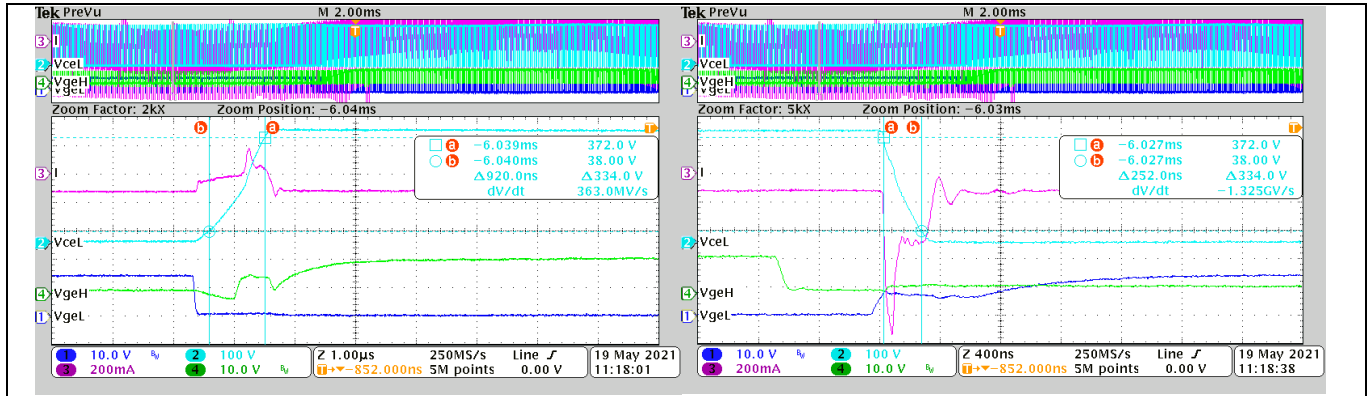 Tek PreVu M 2.00ms
3 I
2 VceL
4 VgeH
1 VgeL
Zoom Factor: 2kX Zoom Position: -6.04ms
b a
a -6.039ms 372.0 V
b -6.040ms 38.00 V
Δ920.0ns Δ334.0 V
dV/dt 363.0MV/s
3 I
2 VceL
4 VgeH
1 VgeL
1 10.0 V BW 2 100 V
3 200mA 4 10.0 V BW
Z 1.00µs 250MS/s Line
T→▼-852.000ns 5M points 0.00 V
19 May 2021
11:18:01
Tek PreVu M 2.00ms
3 I
2 VceL
4 VgeH
1 VgeL
Zoom Factor: 5kX Zoom Position: -6.03ms
a b
a -6.027ms 372.0 V
b -6.027ms 38.00 V
Δ252.0ns Δ334.0 V
dV/dt -1.325GV/s
3 I
2 VceL
4 VgeH
1 VgeL
1 10.0 V BW 2 100 V
3 200mA 4 10.0 V BW
Z 400ns 250MS/s Line
T→▼-852.000ns 5M points 0.00 V
19 May 2021
11:18:38